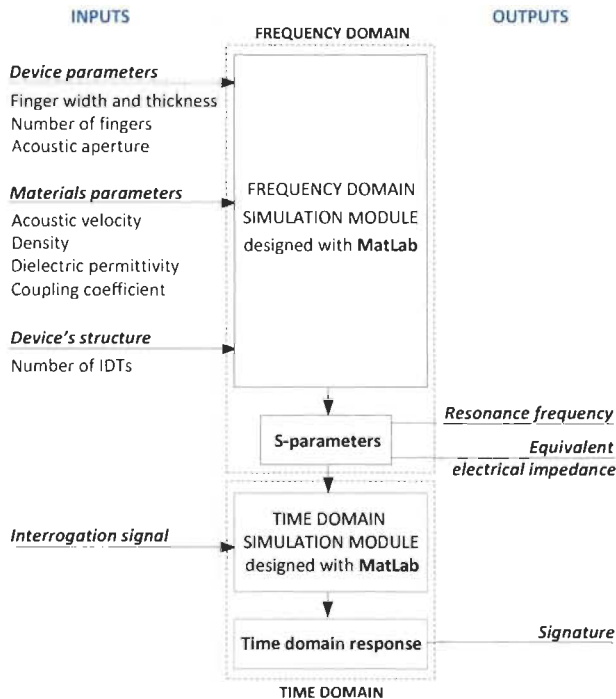 INPUTS
OUTPUTS
FREQUENCY DOMAIN
Device parameters
Finger width and thickness
Number of fingers
Acoustic aperture
Materials parameters
Acoustic velocity
Density
Dielectric permittivity
Coupling coefficient
Device's structure
Number of IDTs
FREQUENCY DOMAIN
SIMULATION MODULE
designed with MatLab
S-parameters
Resonance frequency
Equivalent
electrical impedance
Interrogation signal
TIME DOMAIN
SIMULATION MODULE
designed with MatLab
Time domain response
Signature
TIME DOMAIN